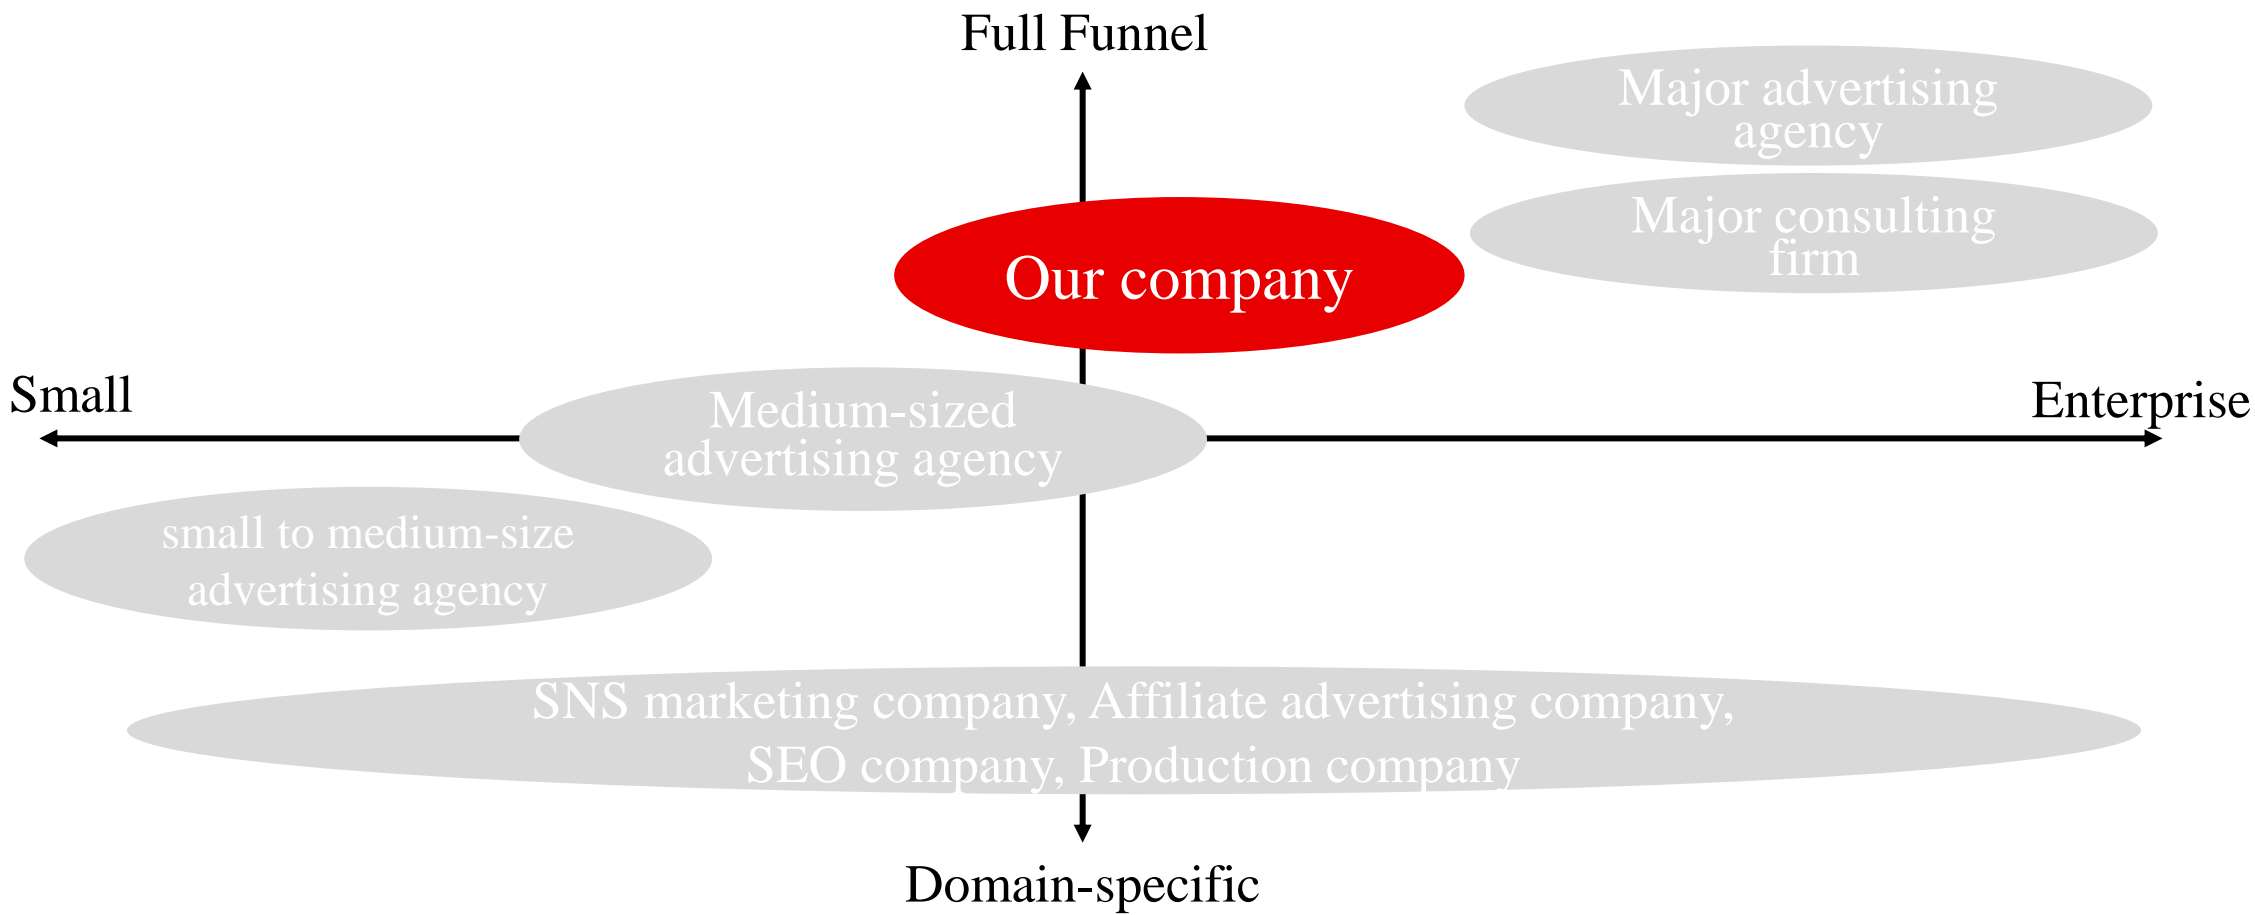 Full Funnel
Major advertising
agency
Major consulting
firm
Our company
Small
Enterprise
Medium-sized
advertising agency
small to medium-size
advertising agency
SNS marketing company, Affiliate advertising company,
SEO company, Production company
Domain-specific